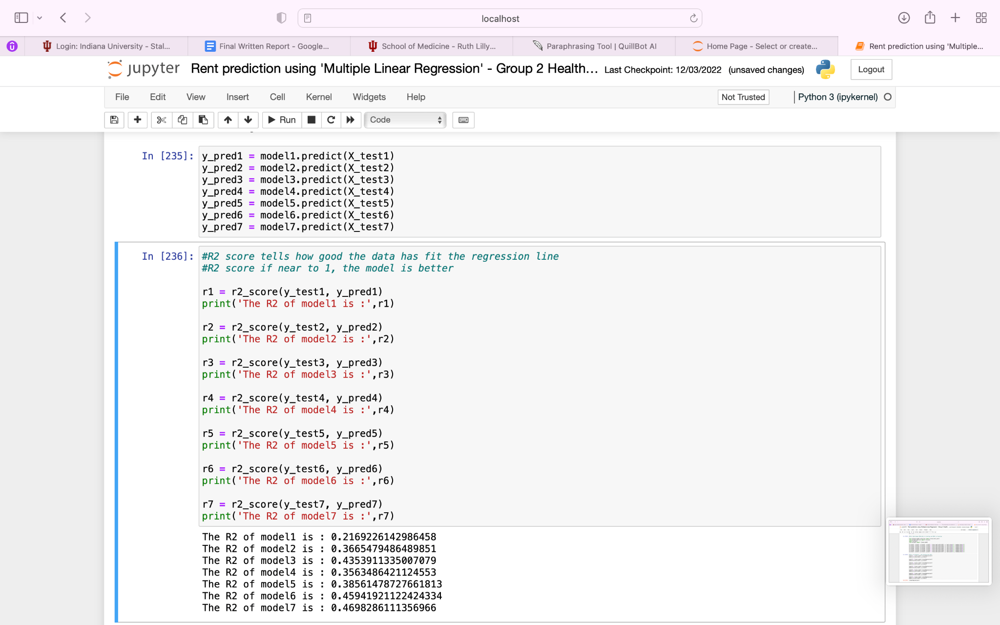 localhost
Login: Indiana University - Stal...
Final Written Report - Google...
School of Medicine - Ruth Lilly...
Paraphrasing Tool | QuillBot AI
Home Page - Select or create...
Rent prediction using 'Multiple...
jupyter Rent prediction using 'Multiple Linear Regression' - Group 2 Health... Last Checkpoint: 12/03/2022 (unsaved changes) Logout
File Edit View Insert Cell Kernel Widgets Help Not Trusted Python 3 (ipykernel)
Run Code
In [235]: y_pred1 = model1.predict(X_test1)
y_pred2 = model2.predict(X_test2)
y_pred3 = model3.predict(X_test3)
y_pred4 = model4.predict(X_test4)
y_pred5 = model5.predict(X_test5)
y_pred6 = model6.predict(X_test6)
y_pred7 = model7.predict(X_test7)
In [236]: #R2 score tells how good the data has fit the regression line
#R2 score if near to 1, the model is better
r1 = r2_score(y_test1, y_pred1)
print('The R2 of model1 is :',r1)
r2 = r2_score(y_test2, y_pred2)
print('The R2 of model2 is :',r2)
r3 = r2_score(y_test3, y_pred3)
print('The R2 of model3 is :',r3)
r4 = r2_score(y_test4, y_pred4)
print('The R2 of model4 is :',r4)
r5 = r2_score(y_test5, y_pred5)
print('The R2 of model5 is :',r5)
r6 = r2_score(y_test6, y_pred6)
print('The R2 of model6 is :',r6)
r7 = r2_score(y_test7, y_pred7)
print('The R2 of model7 is :',r7)
The R2 of model1 is : 0.2169226142986458
The R2 of model2 is : 0.3665479486489851
The R2 of model3 is : 0.4353911335007079
The R2 of model4 is : 0.3563486421124553
The R2 of model5 is : 0.38561478727661813
The R2 of model6 is : 0.45941921122424334
The R2 of model7 is : 0.4698286111356966